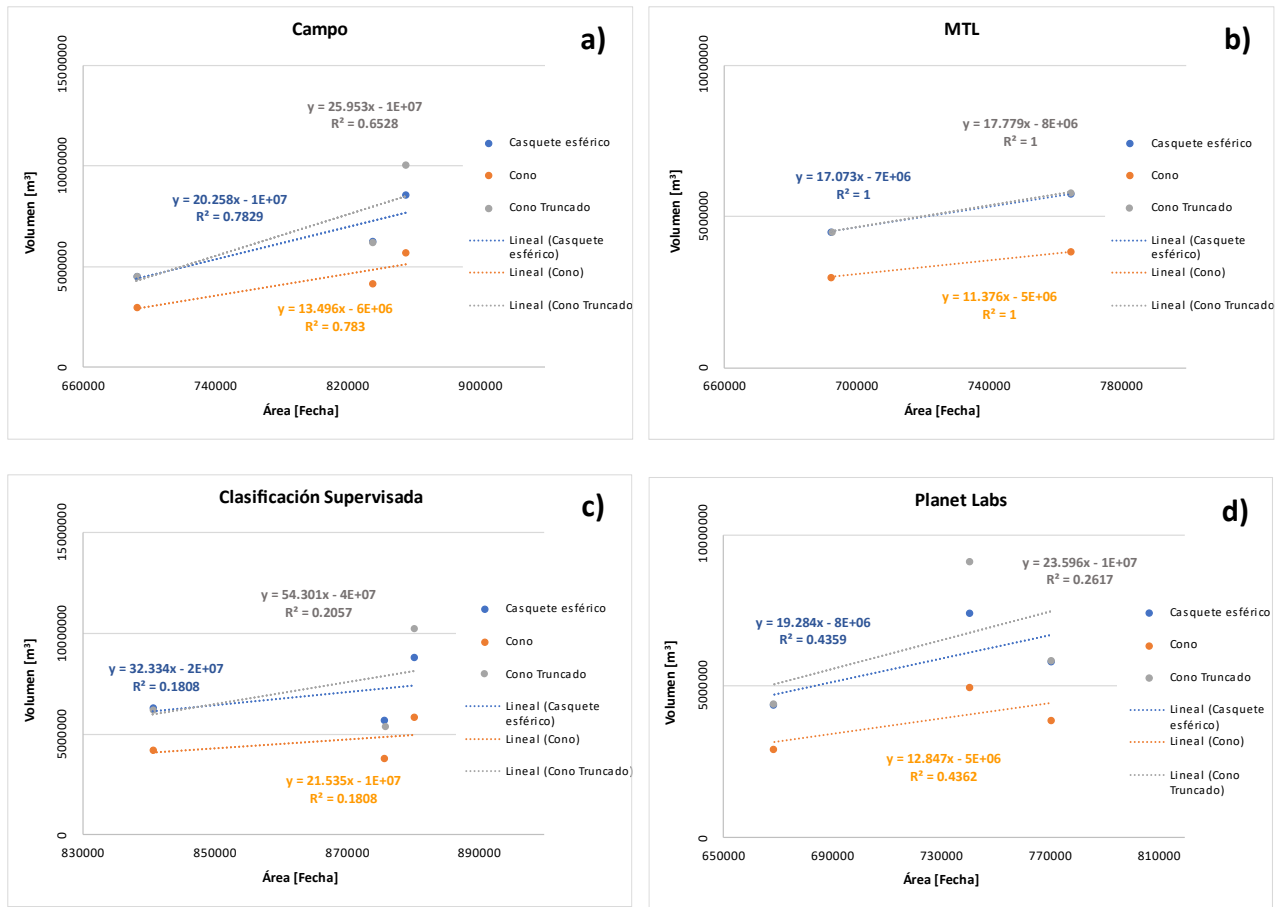 Campo
a)
Volumen [m³]
15000000
10000000
5000000
0
660000
740000
820000
900000
Área [Fecha]
y = 25.953x - 1E+07
R² = 0.6528
y = 20.258x - 1E+07
R² = 0.7829
y = 13.496x - 6E+06
R² = 0.783
Casquete esférico
Cono
Cono Truncado
Lineal (Casquete
esférico)
Lineal (Cono)
Lineal (Cono Truncado)
MTL
b)
Volumen [m³]
10000000
5000000
0
660000
700000
740000
780000
Área [Fecha]
y = 17.779x - 8E+06
R² = 1
y = 17.073x - 7E+06
R² = 1
y = 11.376x - 5E+06
R² = 1
Casquete esférico
Cono
Cono Truncado
Lineal (Casquete
esférico)
Lineal (Cono)
Lineal (Cono Truncado)
Clasificación Supervisada
c)
Volumen [m³]
15000000
10000000
5000000
0
830000
850000
870000
890000
Área [Fecha]
y = 54.301x - 4E+07
R² = 0.2057
y = 32.334x - 2E+07
R² = 0.1808
y = 21.535x - 1E+07
R² = 0.1808
Casquete esférico
Cono
Cono Truncado
Lineal (Casquete
esférico)
Lineal (Cono)
Lineal (Cono Truncado)
Planet Labs
d)
Volumen [m³]
10000000
5000000
0
650000
690000
730000
770000
810000
Área [Fecha]
y = 23.596x - 1E+07
R² = 0.2617
y = 19.284x - 8E+06
R² = 0.4359
y = 12.847x - 5E+06
R² = 0.4362
Casquete esférico
Cono
Cono Truncado
Lineal (Casquete
esférico)
Lineal (Cono)
Lineal (Cono
Truncado)